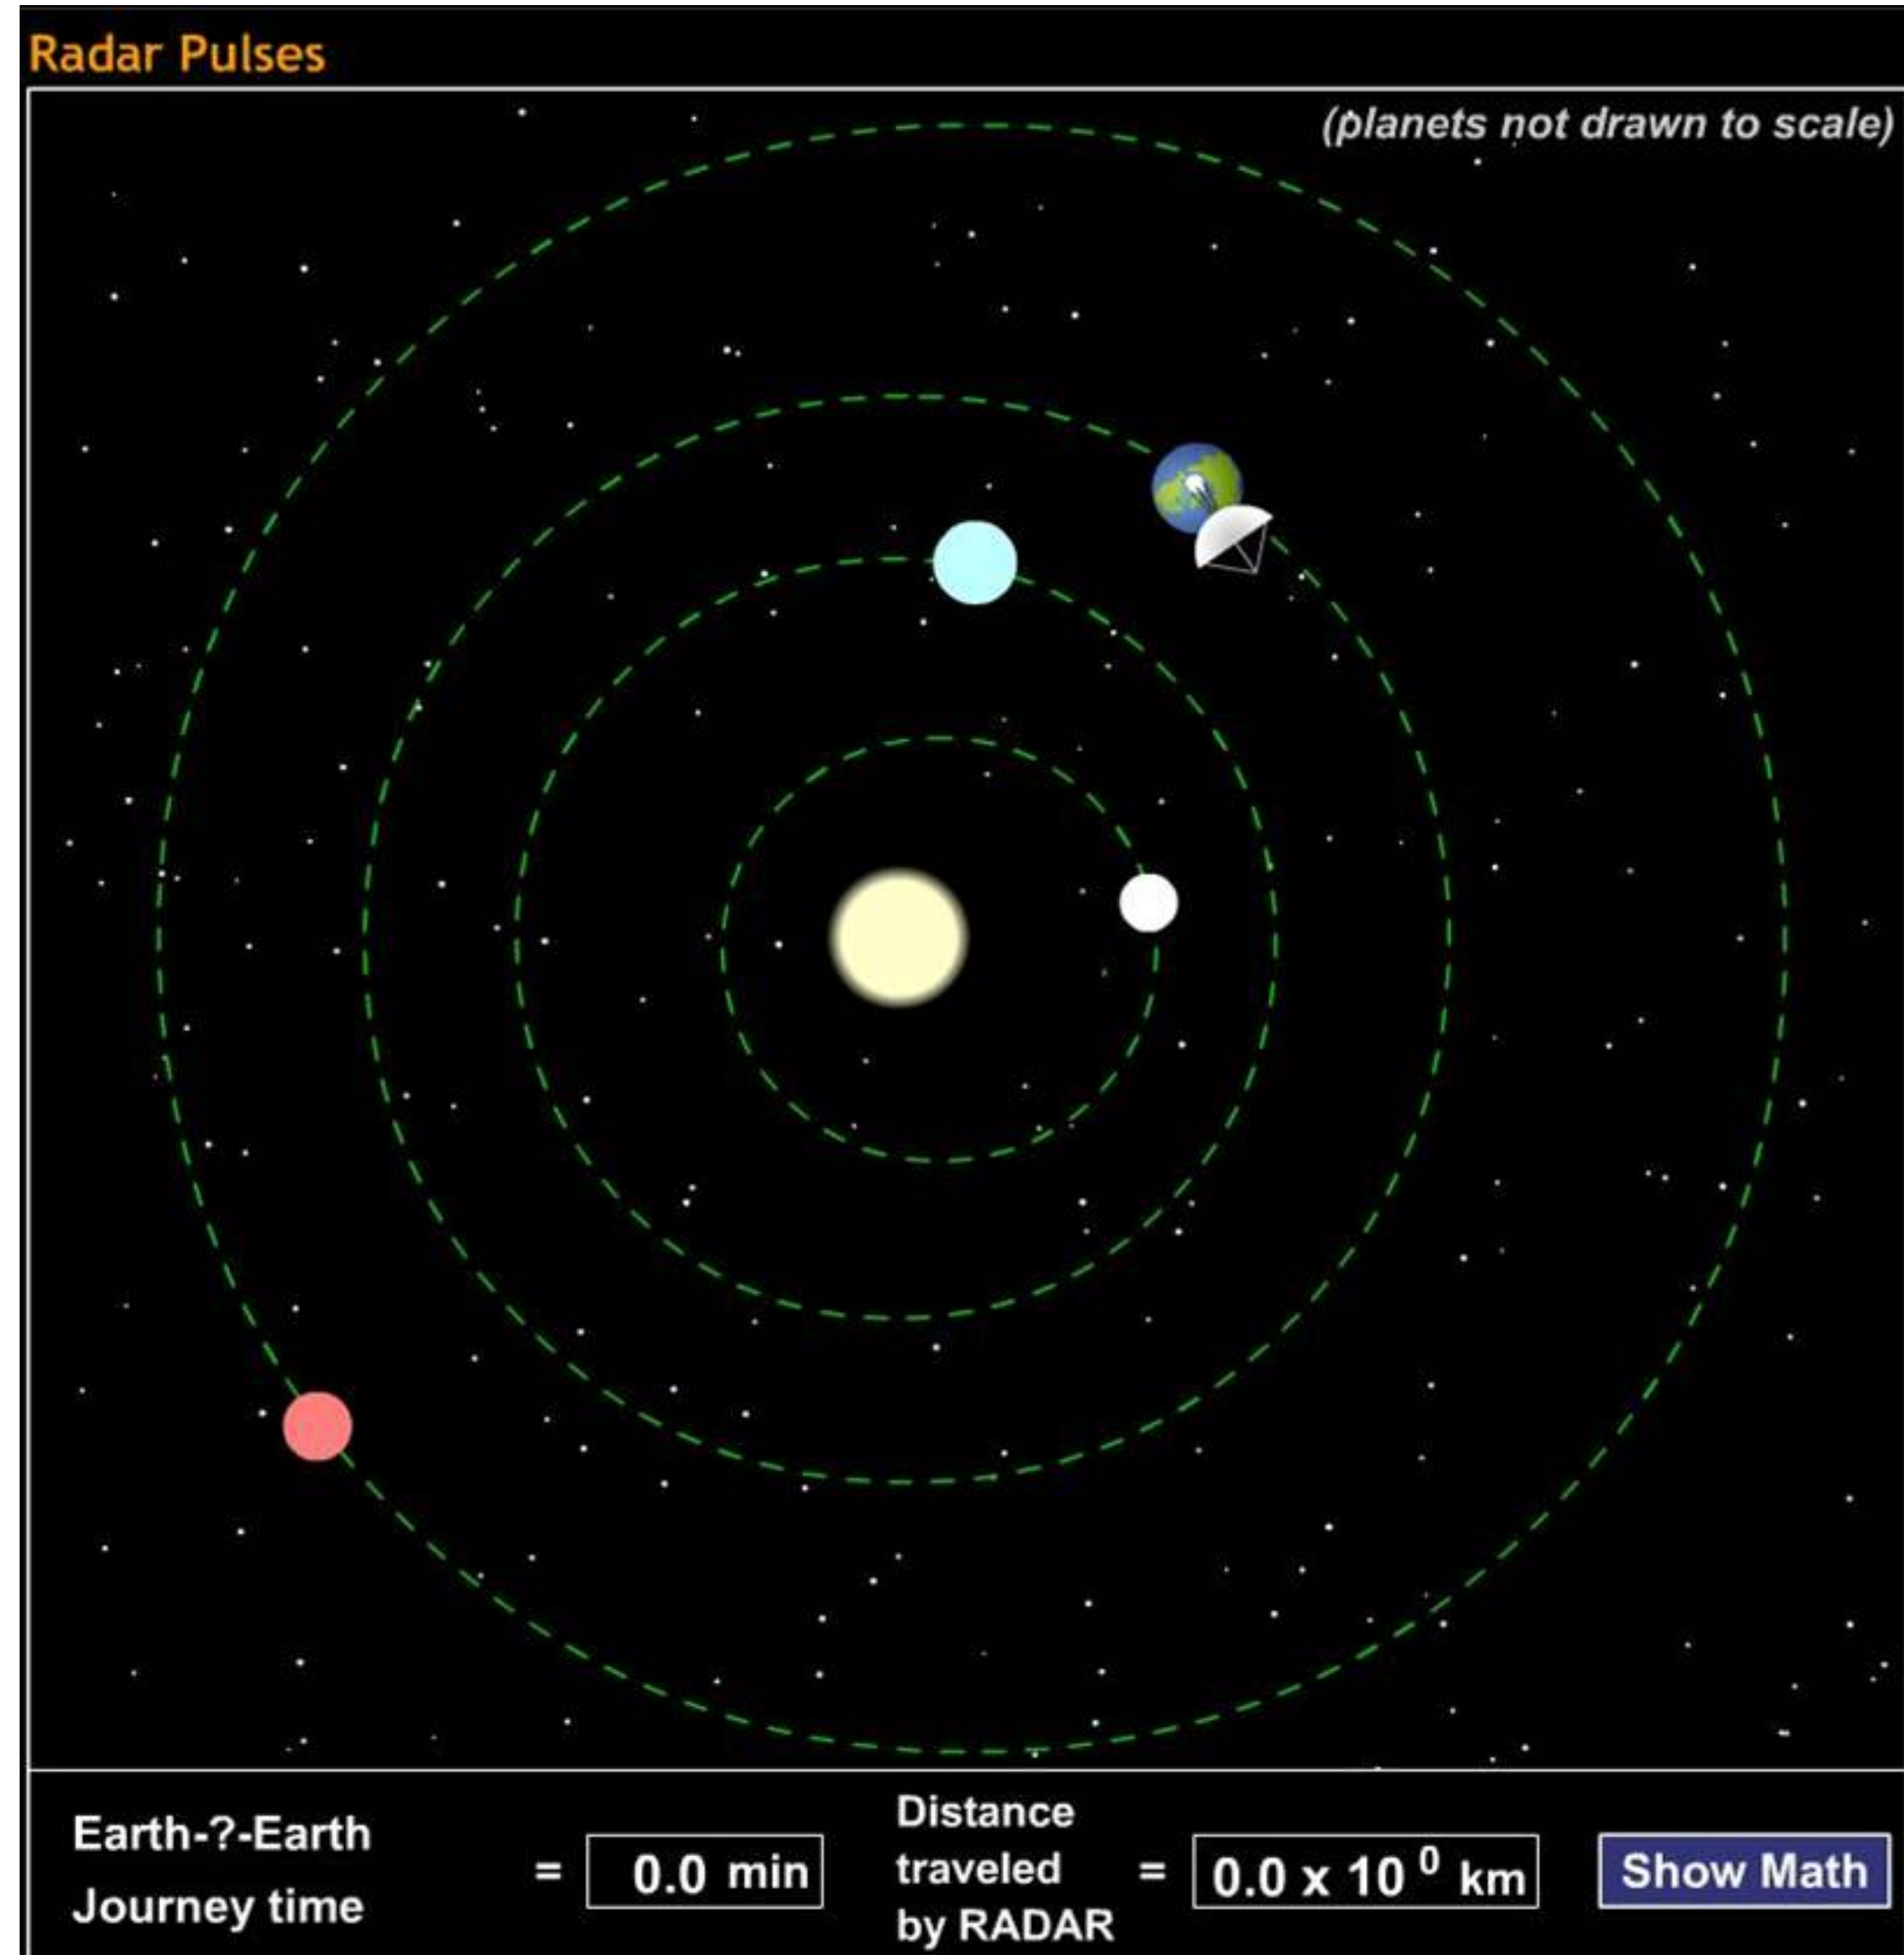 Radar Pulses
(planets not drawn to scale)
Earth-?-Earth
Journey time
= 0.0 min
Distance
traveled
by RADAR
= 0.0 x 10 0 km
Show Math